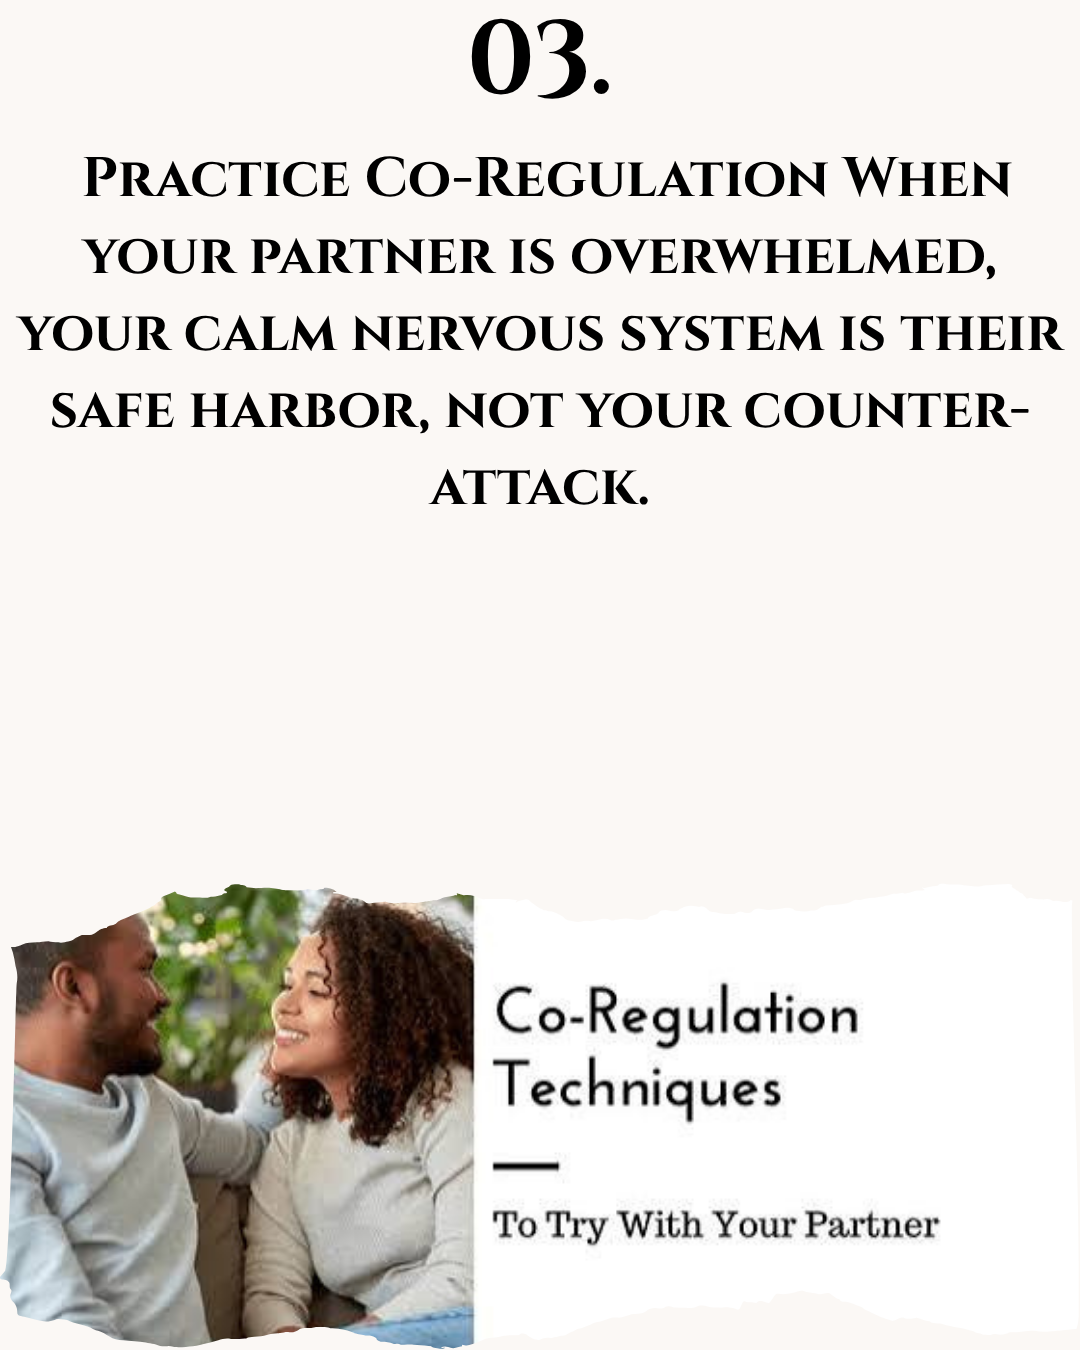 03.
Practice Co-Regulation When
your partner is overwhelmed,
your calm nervous system is their
safe harbor, not your counter-
attack.
Co-Regulation
Techniques
To Try With Your Partner